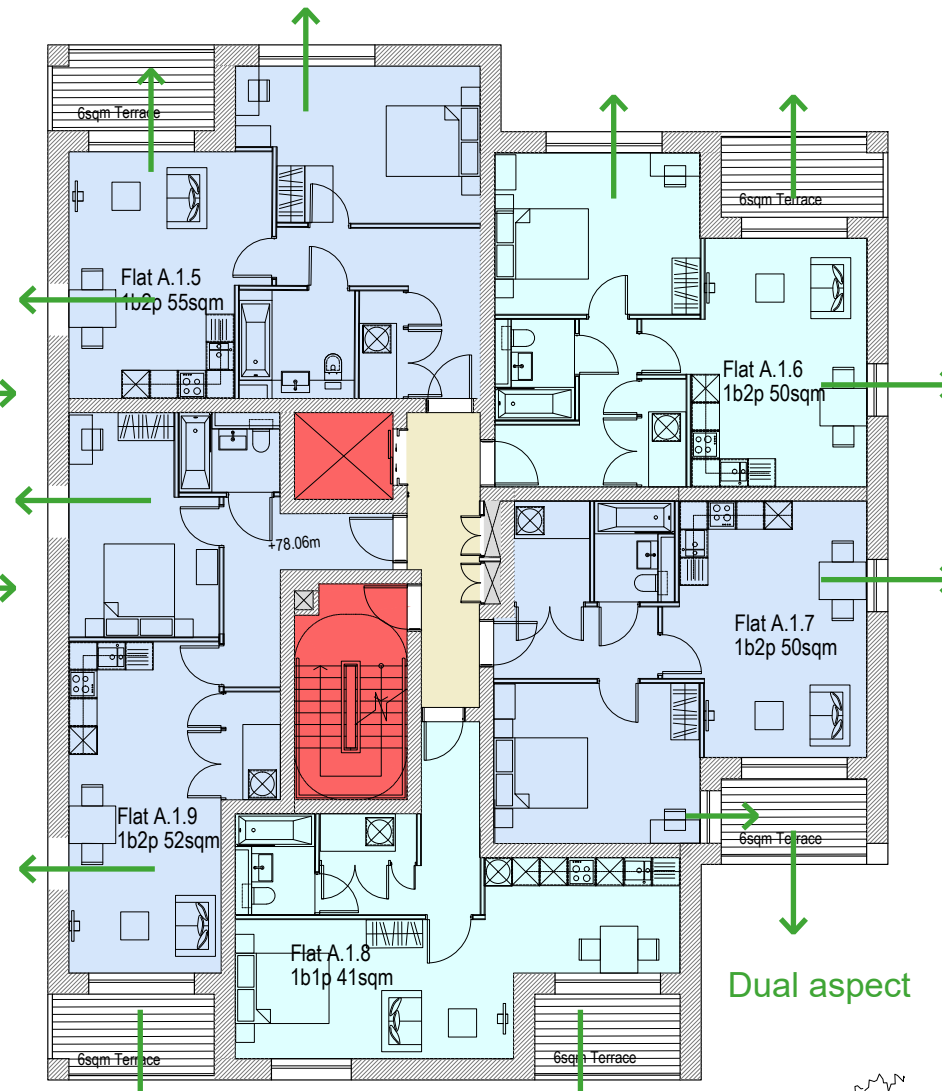 6sqm Terrace
6sqm Terrace
Flat A.1.5
1b2p 55sqm
Flat A.1.6
1b2p 50sqm
+78.06m
Flat A.1.7
1b2p 50sqm
Flat A.1.9
1b2p 52sqm
6sqm Terrace
Flat A.1.8
1b1p 41sqm
Dual aspect
6sqm Terrace
6sqm Terrace